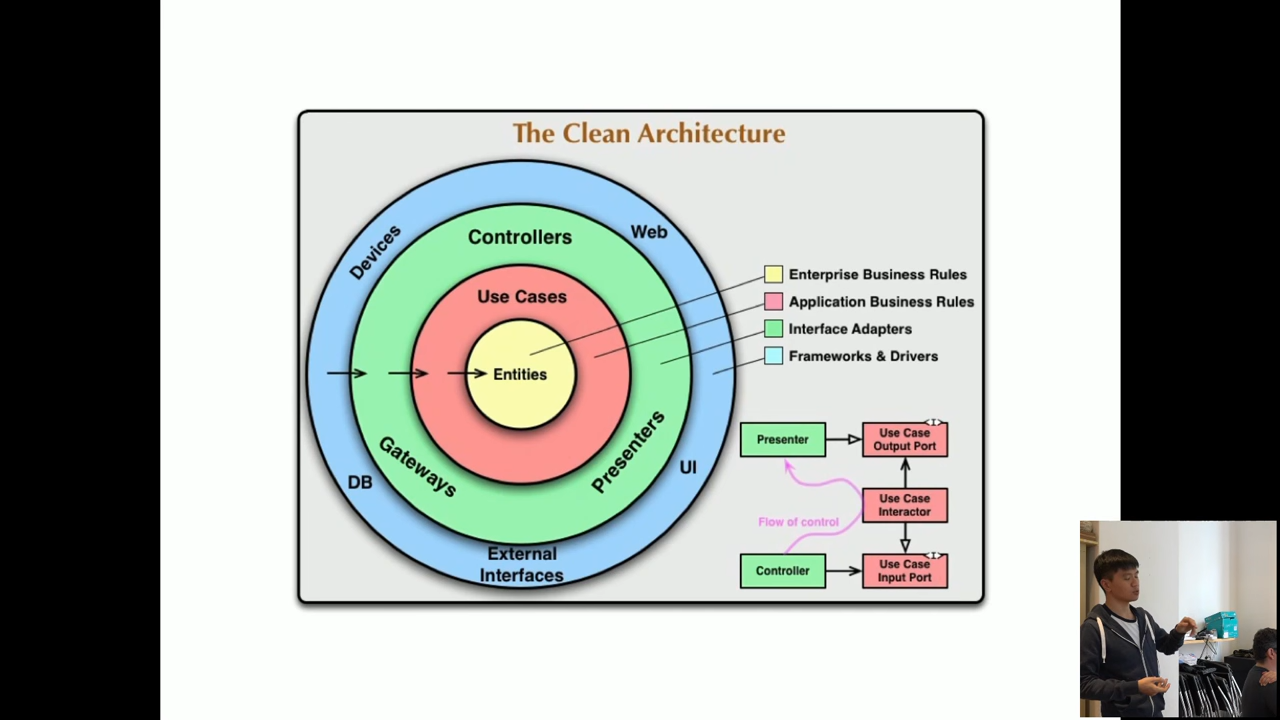 The Clean Architecture
Devices
Controllers
Web
Use Cases
Entities
Gateways
Presenters
DB
UI
External
Interfaces
Enterprise Business Rules
Application Business Rules
Interface Adapters
Frameworks & Drivers
Presenter
Use Case
Output Port
Use Case
Interactor
Flow of control
Controller
Use Case
Input Port